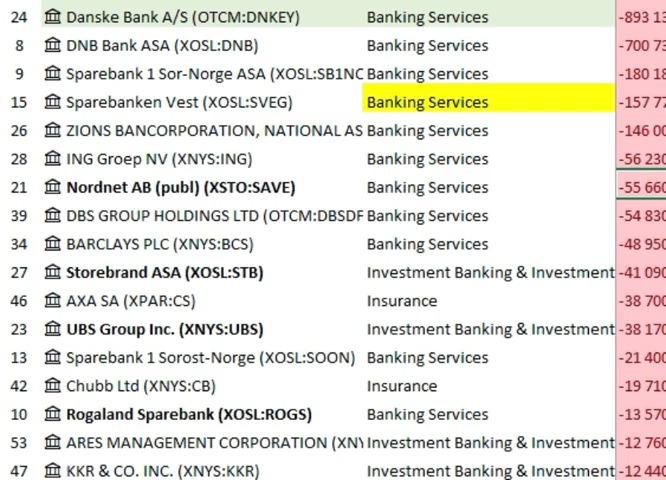 24 Danske Bank A/S (OTCM:DNKEY) Banking Services -893 13
8 DNB Bank ASA (XOSL:DNB) Banking Services -700 73
9 Sparebank 1 Sor-Norge ASA (XOSL:SB1NC Banking Services -180 18
15 Sparebanken Vest (XOSL:SVEG) Banking Services -157 77
26 ZIONS BANCORPORATION, NATIONAL AS Banking Services -146 00
28 ING Groep NV (XNYS:ING) Banking Services -56 230
21 Nordnet AB (publ) (XSTO:SAVE) Banking Services -55 660
39 DBS GROUP HOLDINGS LTD (OTCM:DBSDF Banking Services -54 830
34 BARCLAYS PLC (XNYS:BCS) Banking Services -48 950
27 Storebrand ASA (XOSL:STB) Investment Banking & Investment -41 090
46 AXA SA (XPAR:CS) Insurance -38 700
23 UBS Group Inc. (XNYS:UBS) Investment Banking & Investment -38 170
13 Sparebank 1 Sorost-Norge (XOSL:SOON) Banking Services -21 400
42 Chubb Ltd (XNYS:CB) Insurance -19 710
10 Rogaland Sparebank (XOSL:ROGS) Banking Services -13 570
53 ARES MANAGEMENT CORPORATION (XNY Investment Banking & Investment -12 760
47 KKR & CO. INC. (XNYS:KKR) Investment Banking & Investment -12 440